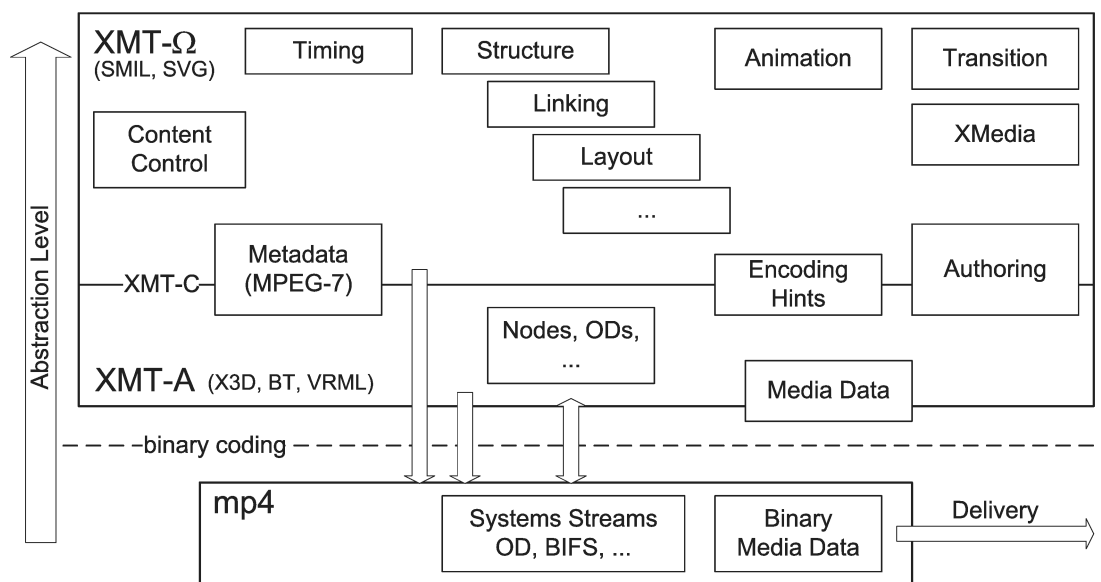 XMT-Ω
(SMIL, SVG)
Timing
Structure
Animation
Transition
Linking
XMedia
Content
Control
Layout
...
Abstraction Level
XMT-C
Metadata
(MPEG-7)
Encoding
Hints
Authoring
Nodes, ODs,
...
XMT-A (X3D, BT, VRML)
Media Data
binary coding
mp4
Systems Streams
OD, BIFS, ...
Binary
Media Data
Delivery